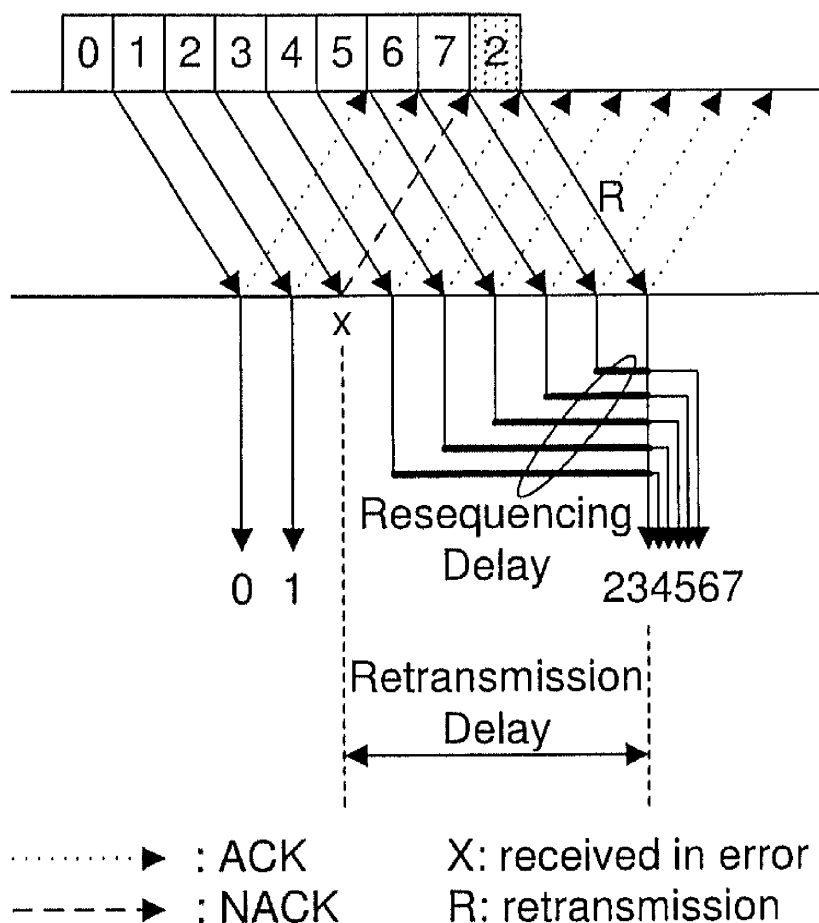 0 1 2 3 4 5 6 7 2
R
X
Resequencing
Delay
0 1 234567
Retransmission
Delay
: ACK X: received in error
: NACK R: retransmission